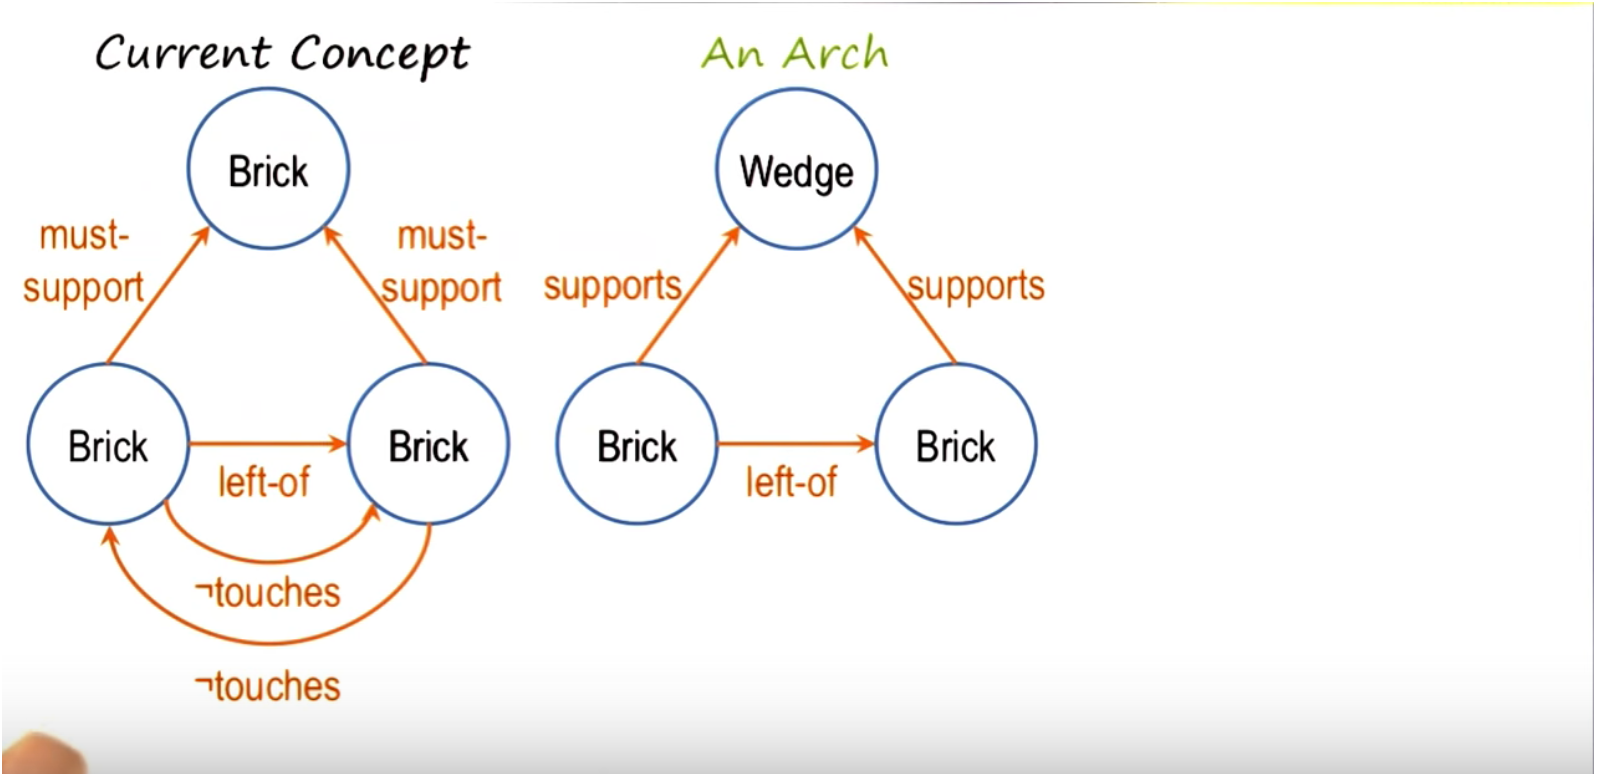 Current Concept
An Arch
Brick
Wedge
must-
support
must-
support
supports
supports
Brick
left-of
Brick
Brick
left-of
Brick
¬touches
¬touches